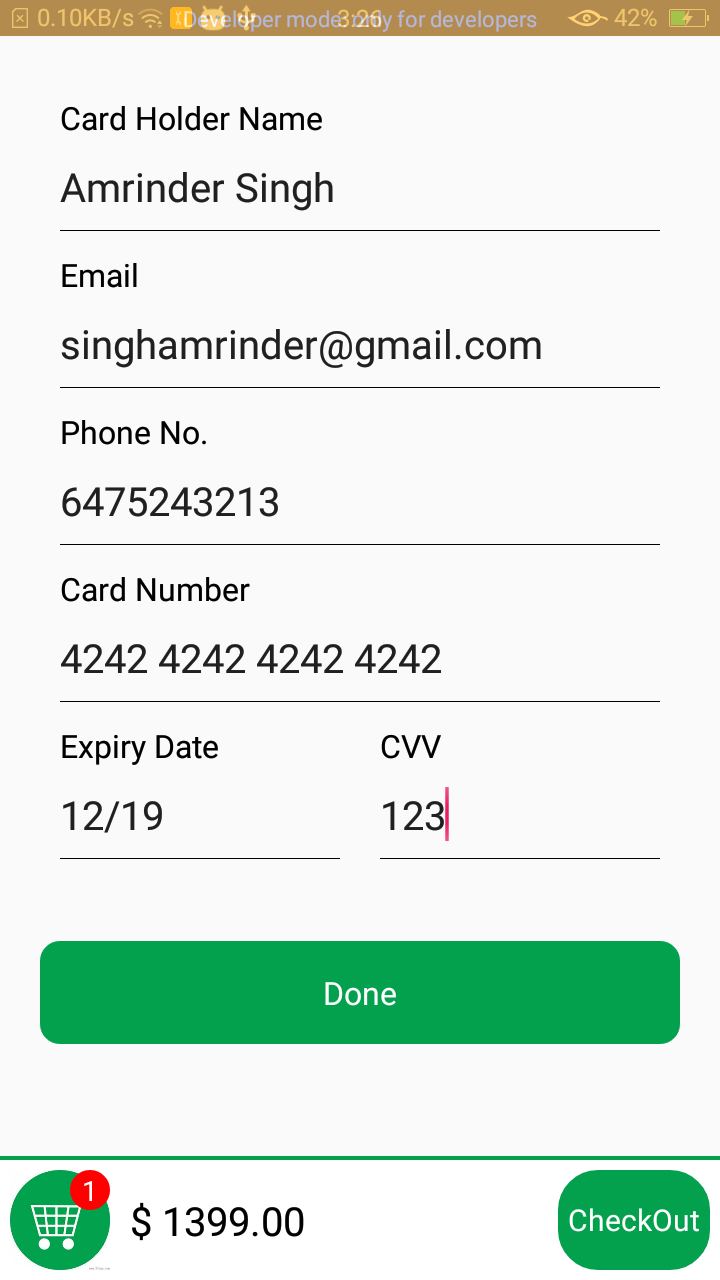 0.10KB/s Developer mode only for developers 3:26 42%
Card Holder Name
Amrinder Singh
Email
singhamrinder@gmail.com
Phone No.
6475243213
Card Number
4242 4242 4242 4242
Expiry Date CVV
12/19 123
Done
1
$ 1399.00 CheckOut